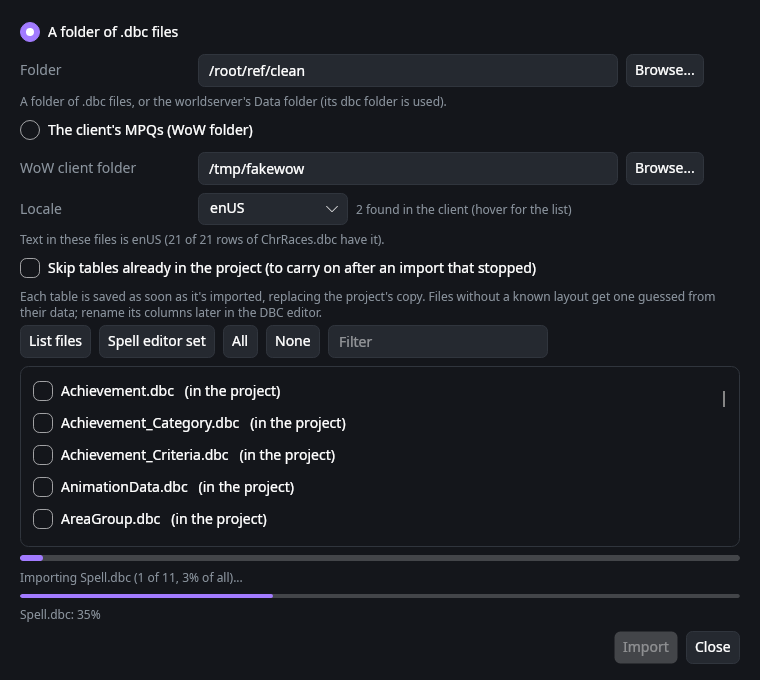 A folder of .dbc files
Folder /root/ref/clean Browse...
A folder of .dbc files, or the worldserver's Data folder (its dbc folder is used).
The client's MPQs (WoW folder)
WoW client folder /tmp/fakewow Browse...
Locale enUS 2 found in the client (hover for the list)
Text in these files is enUS (21 of 21 rows of ChrRaces.dbc have it).
Skip tables already in the project (to carry on after an import that stopped)
Each table is saved as soon as it's imported, replacing the project's copy. Files without a known layout get one guessed from
their data; rename its columns later in the DBC editor.
List files Spell editor set All None Filter
Achievement.dbc (in the project)
Achievement_Category.dbc (in the project)
Achievement_Criteria.dbc (in the project)
AnimationData.dbc (in the project)
AreaGroup.dbc (in the project)
Importing Spell.dbc (1 of 11, 3% of all)...
Spell.dbc: 35%
Import Close